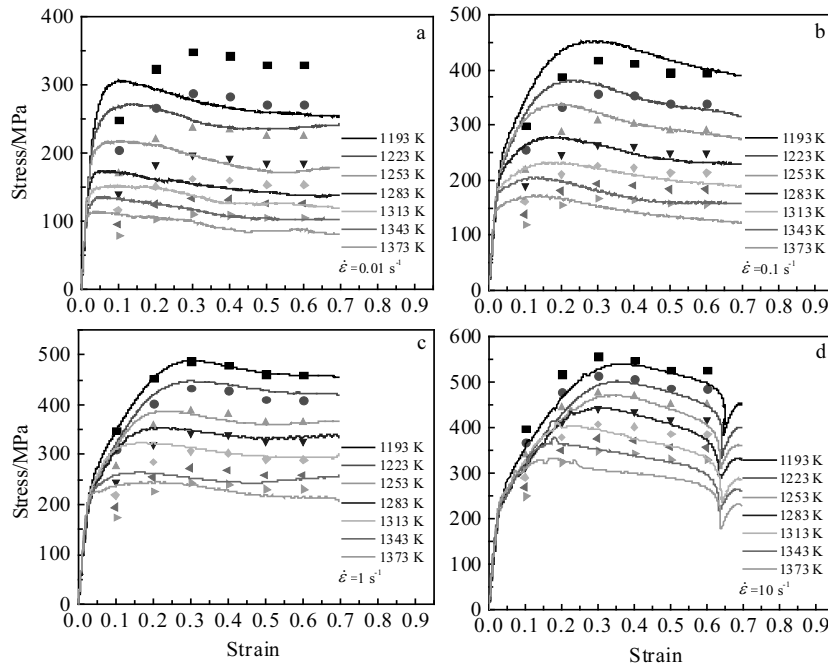 a
Stress/MPa
400
300
200
100
0
0.0 0.1 0.2 0.3 0.4 0.5 0.6 0.7 0.8 0.9
1193 K
1223 K
1253 K
1283 K
1313 K
1343 K
1373 K
ε̇=0.01 s⁻¹
b
500
400
300
200
100
0
0.0 0.1 0.2 0.3 0.4 0.5 0.6 0.7 0.8 0.9
1193 K
1223 K
1253 K
1283 K
1313 K
1343 K
1373 K
ε̇=0.1 s⁻¹
c
Stress/MPa
500
400
300
200
100
0
0.0 0.1 0.2 0.3 0.4 0.5 0.6 0.7 0.8 0.9
Strain
1193 K
1223 K
1253 K
1283 K
1313 K
1343 K
1373 K
ε̇=1 s⁻¹
d
600
500
400
300
200
100
0
0.0 0.1 0.2 0.3 0.4 0.5 0.6 0.7 0.8 0.9
Strain
1193 K
1223 K
1253 K
1283 K
1313 K
1343 K
1373 K
ε̇=10 s⁻¹